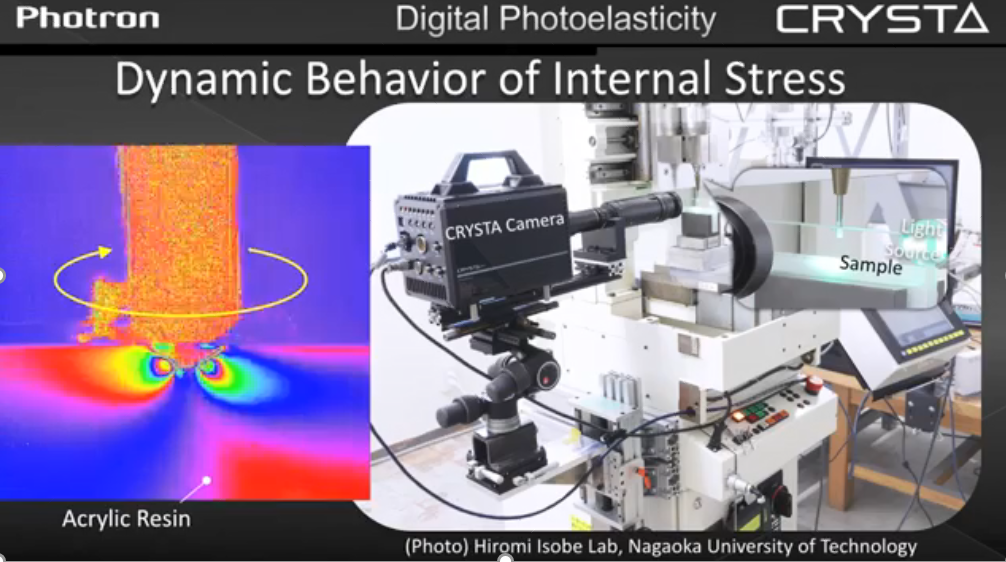 Photron
Digital Photoelasticity
CRYSTA
Dynamic Behavior of Internal Stress
CRYSTA Camera
Light
Source
Sample
Acrylic Resin
(Photo) Hiromi Isobe Lab, Nagaoka University of Technology